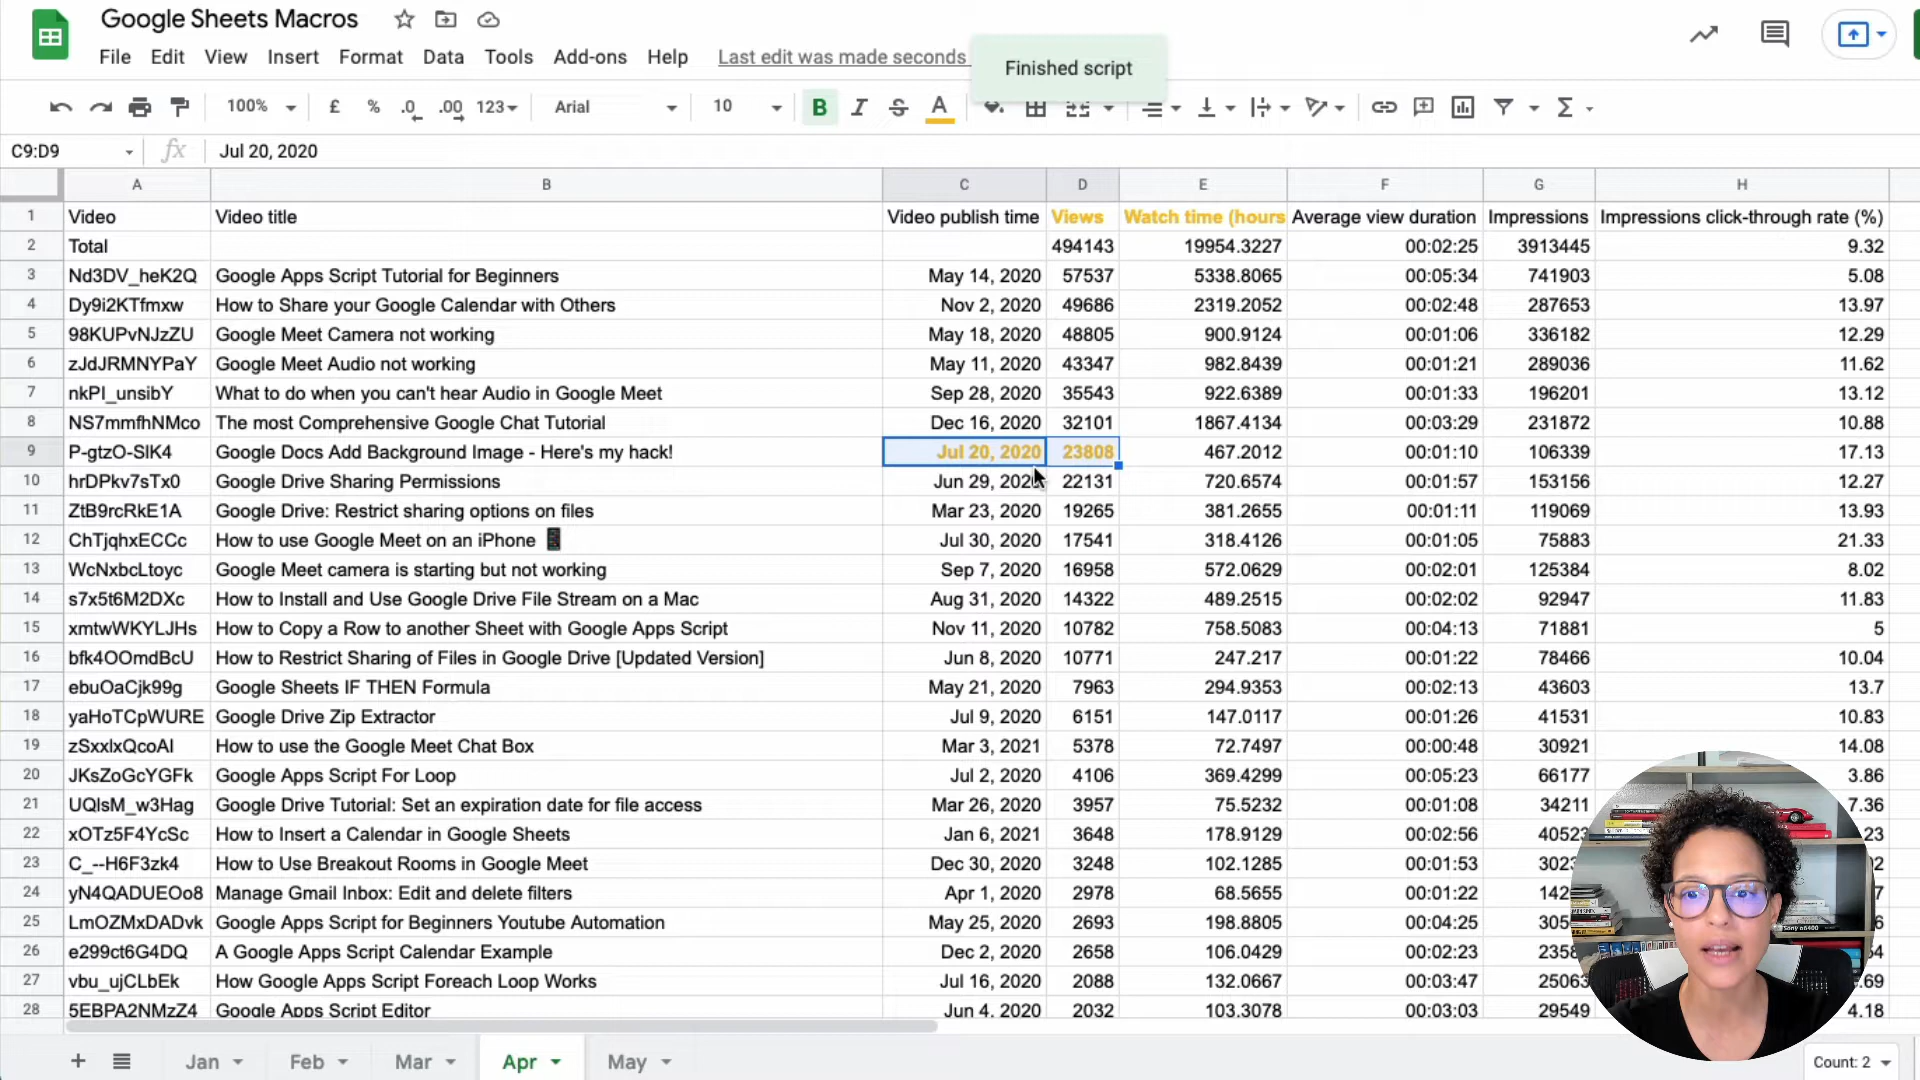 Google Sheets Macros
File Edit View Insert Format Data Tools Add-ons Help Last edit was made seconds
Finished script
100% £ % .0 .00 123 Arial 10 B I S A Σ
C9:D9 fx Jul 20, 2020
A B C D E F G H
1 Video Video title Video publish time Views Watch time (hours Average view duration Impressions Impressions click-through rate (%)
2 Total 494143 19954.3227 00:02:25 3913445 9.32
3 Nd3DV_heK2Q Google Apps Script Tutorial for Beginners May 14, 2020 57537 5338.8065 00:05:34 741903 5.08
4 Dy9i2KTfmxw How to Share your Google Calendar with Others Nov 2, 2020 49686 2319.2052 00:02:48 287653 13.97
5 98KUPvNJzZU Google Meet Camera not working May 18, 2020 48805 900.9124 00:01:06 336182 12.29
6 zJdJRMNYPaY Google Meet Audio not working May 11, 2020 43347 982.8439 00:01:21 289036 11.62
7 nkPI_unsibY What to do when you can't hear Audio in Google Meet Sep 28, 2020 35543 922.6389 00:01:33 196201 13.12
8 NS7mmfhNMco The most Comprehensive Google Chat Tutorial Dec 16, 2020 32101 1867.4134 00:03:29 231872 10.88
9 P-gtzO-SlK4 Google Docs Add Background Image - Here's my hack! Jul 20, 2020 23808 467.2012 00:01:10 106339 17.13
10 hrDPkv7sTx0 Google Drive Sharing Permissions Jun 29, 2020 22131 720.6574 00:01:57 153156 12.27
11 ZtB9rcRkE1A Google Drive: Restrict sharing options on files Mar 23, 2020 19265 381.2655 00:01:11 119069 13.93
12 ChTjqhxECCc How to use Google Meet on an iPhone 📱 Jul 30, 2020 17541 318.4126 00:01:05 75883 21.33
13 WcNxbcLtoyc Google Meet camera is starting but not working Sep 7, 2020 16958 572.0629 00:02:01 125384 8.02
14 s7x5t6M2DXc How to Install and Use Google Drive File Stream on a Mac Aug 31, 2020 14322 489.2515 00:02:02 92947 11.83
15 xmtwWKYLJHs How to Copy a Row to another Sheet with Google Apps Script Nov 11, 2020 10782 758.5083 00:04:13 71881 5
16 bfk4OOmdBcU How to Restrict Sharing of Files in Google Drive [Updated Version] Jun 8, 2020 10771 247.217 00:01:22 78466 10.04
17 ebuOaCjk99g Google Sheets IF THEN Formula May 21, 2020 7963 294.9353 00:02:13 43603 13.7
18 yaHoTCpWURE Google Drive Zip Extractor Jul 9, 2020 6151 147.0117 00:01:26 41531 10.83
19 zSxxlxQcoAI How to use the Google Meet Chat Box Mar 3, 2021 5378 72.7497 00:00:48 30921 14.08
20 JKsZoGcYGFk Google Apps Script For Loop Jul 2, 2020 4106 369.4299 00:05:23 66177 3.86
21 UQlsM_w3Hag Google Drive Tutorial: Set an expiration date for file access Mar 26, 2020 3957 75.5232 00:01:08 34211 7.36
22 xOTz5F4YcSc How to Insert a Calendar in Google Sheets Jan 6, 2021 3648 178.9129 00:02:56 40523 23
23 C_--H6F3zk4 How to Use Breakout Rooms in Google Meet Dec 30, 2020 3248 102.1285 00:01:53 302
24 yN4QADUEOo8 Manage Gmail Inbox: Edit and delete filters Apr 1, 2020 2978 68.5655 00:01:22 142
25 LmOZMxDADvk Google Apps Script for Beginners Youtube Automation May 25, 2020 2693 198.8805 00:04:25 305
26 e299ct6G4DQ A Google Apps Script Calendar Example Dec 2, 2020 2658 106.0429 00:02:23 2358
27 vbu_ujCLbEk How Google Apps Script Foreach Loop Works Jul 16, 2020 2088 132.0667 00:03:47 25063 .69
28 5EBPA2NMzZ4 Google Apps Script Editor Jun 4, 2020 2032 103.3078 00:03:03 29549 4.18
Jan Feb Mar Apr May Count: 2